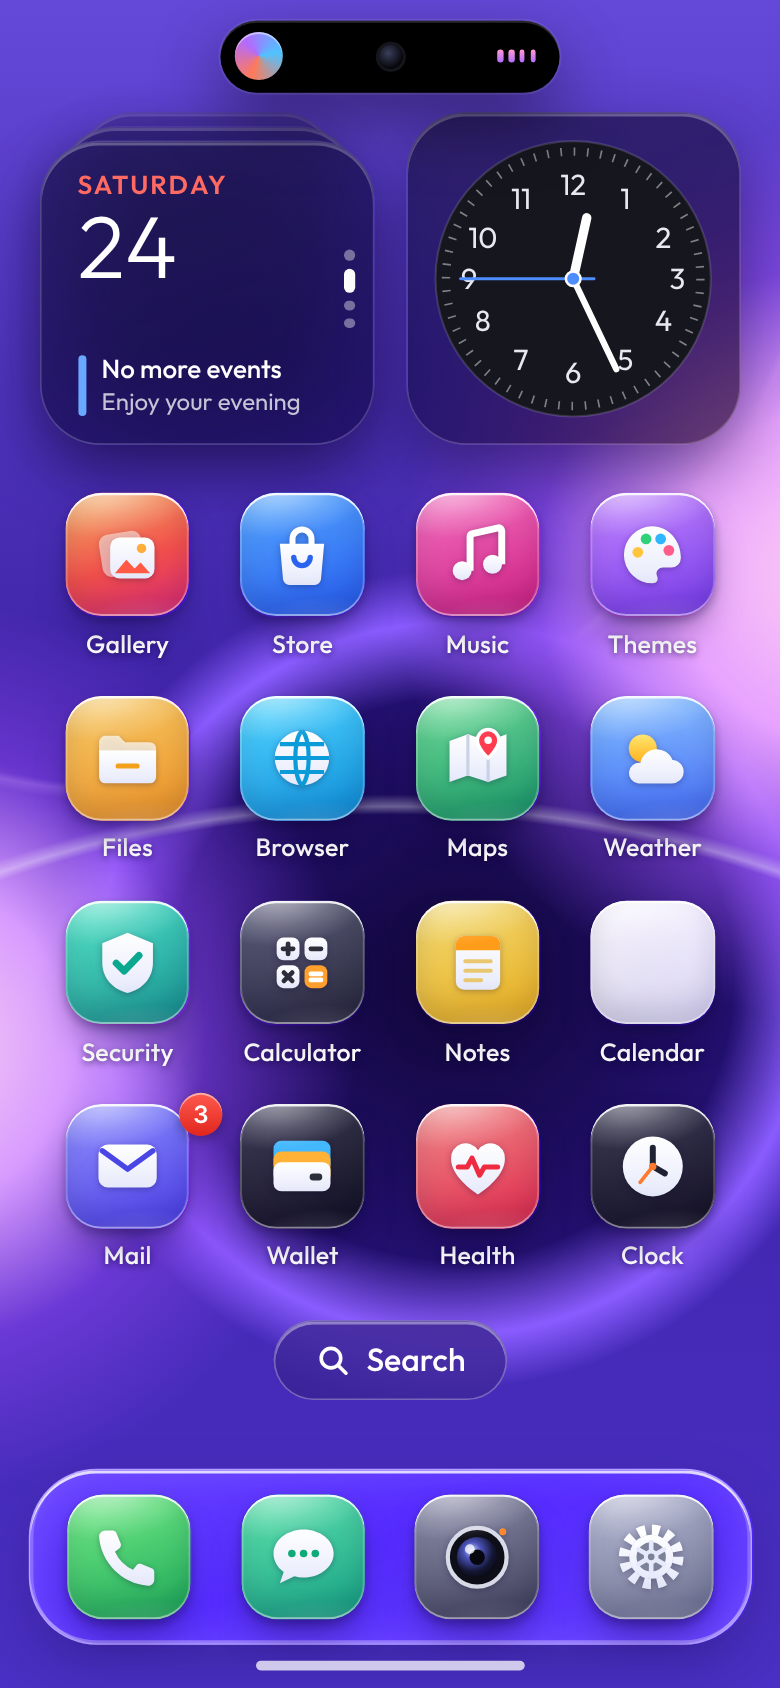 SATURDAY
24
No more events
Enjoy your evening
12
1
2
3
4
5
6
7
8
9
10
11
Gallery
Store
Music
Themes
Files
Browser
Maps
Weather
Security
Calculator
Notes
Calendar
3
Mail
Wallet
Health
Clock
Search